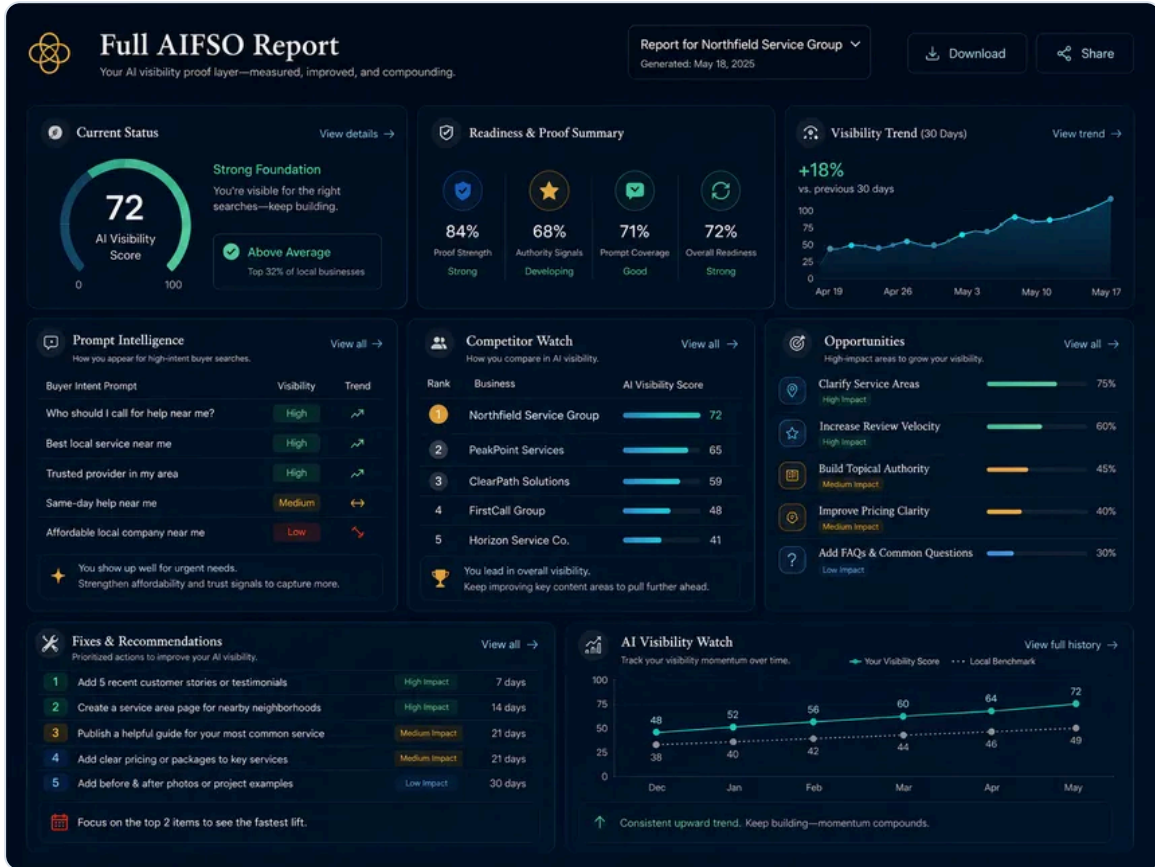 Full AIFSO Report
Your AI visibility proof layer—measured, improved, and compounding.
Report for Northfield Service Group
Generated: May 18, 2025
Download
Share
Current Status
View details →
72
AI Visibility
Score
0
100
Strong Foundation
You're visible for the right
searches—keep building.
Above Average
Top 32% of local businesses
Readiness & Proof Summary
84%
Proof Strength
Strong
68%
Authority Signals
Developing
71%
Prompt Coverage
Good
72%
Overall Readiness
Strong
Visibility Trend (30 Days)
View trend →
+18%
vs. previous 30 days
100
75
50
25
0
Apr 19
Apr 26
May 3
May 10
May 17
Prompt Intelligence
How you appear for high-intent buyer searches.
View all →
Buyer Intent Prompt Visibility Trend
Who should I call for help near me? High
Best local service near me High
Trusted provider in my area High
Same-day help near me Medium
Affordable local company near me Low
You show up well for urgent needs.
Strengthen affordability and trust signals to capture more.
Competitor Watch
How you compare in AI visibility.
View all →
Rank Business AI Visibility Score
1 Northfield Service Group 72
2 PeakPoint Services 65
3 ClearPath Solutions 59
4 FirstCall Group 48
5 Horizon Service Co. 41
You lead in overall visibility.
Keep improving key content areas to pull further ahead.
Opportunities
High-impact areas to grow your visibility.
View all →
Clarify Service Areas 75%
High Impact
Increase Review Velocity 60%
High Impact
Build Topical Authority 45%
Medium Impact
Improve Pricing Clarity 40%
Medium Impact
Add FAQs & Common Questions 30%
Low Impact
Fixes & Recommendations
Prioritized actions to improve your AI visibility.
View all →
1 Add 5 recent customer stories or testimonials High Impact 7 days
2 Create a service area page for nearby neighborhoods High Impact 14 days
3 Publish a helpful guide for your most common service Medium Impact 21 days
4 Add clear pricing or packages to key services Medium Impact 21 days
5 Add before & after photos or project examples Low Impact 30 days
Focus on the top 2 items to see the fastest lift.
AI Visibility Watch
Track your visibility momentum over time.
View full history →
Your Visibility Score
Local Benchmark
100
75
50
25
0
48 52 56 60 64 72
38 40 42 44 46 49
Dec Jan Feb Mar Apr May
Consistent upward trend. Keep building—momentum compounds.